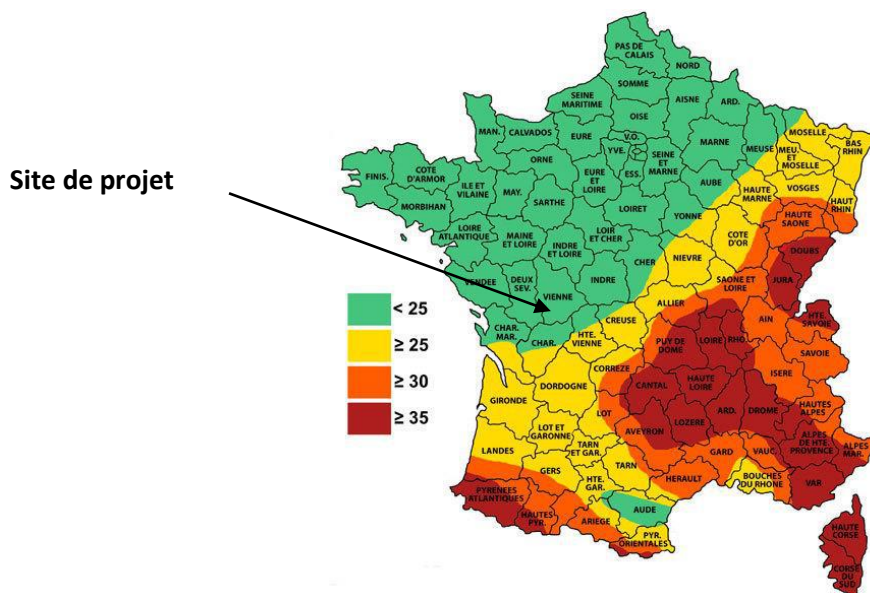 Site de projet
< 25
≥ 25
≥ 30
≥ 35
PAS DE
CALAIS
NORD
SOMME
SEINE
MARITIME
AISNE
ARD.
OISE
MAN.
CALVADOS
EURE
V.O.
YVE.
ESS.
SEINE
ET
MARNE
MARNE
MEUSE
MOSELLE
MEU.
ET
MOSELLE
BAS
RHIN
FINIS.
COTE
D'ARMOR
MORBIHAN
ILE ET
VILAINE
MAY.
ORNE
SARTHE
EURE
ET
LOIRE
AUBE
HAUTE
MARNE
VOSGES
HAUT
RHIN
LOIRE
ATLANTIQUE
MAINE
ET LOIRE
INDRE
ET LOIRE
LOIR
ET CHER
LOIRET
YONNE
COTE
D'OR
HAUTE
SAONE
DOUBS
VENDEE
DEUX
SEV.
VIENNE
INDRE
CHER
NIEVRE
SAONE ET
LOIRE
JURA
CHAR.
MAR.
CHAR.
HTE.
VIENNE
CREUSE
ALLIER
PUY DE
DOME
LOIRE
RHO.
AIN
HTE.
SAVOIE
SAVOIE
ISERE
GIRONDE
DORDOGNE
CORREZE
CANTAL
HAUTE
LOIRE
ARD.
DROME
HAUTES
ALPES
LOT
LOT ET
GARONNE
TARN
ET GAR.
AVEYRON
LOZERE
GARD
VAUC.
ALPES
DE HTE.
PROVENCE
ALPES
MAR.
LANDES
GERS
HTE.
GAR.
TARN
HERAULT
BOUCHES
DU RHONE
VAR
PYRENEES
ATLANTIQUES
HAUTES
PYR.
ARIEGE
AUDE
PYR.
ORIENTALES
HAUTE
CORSE
CORSE
DU
SUD